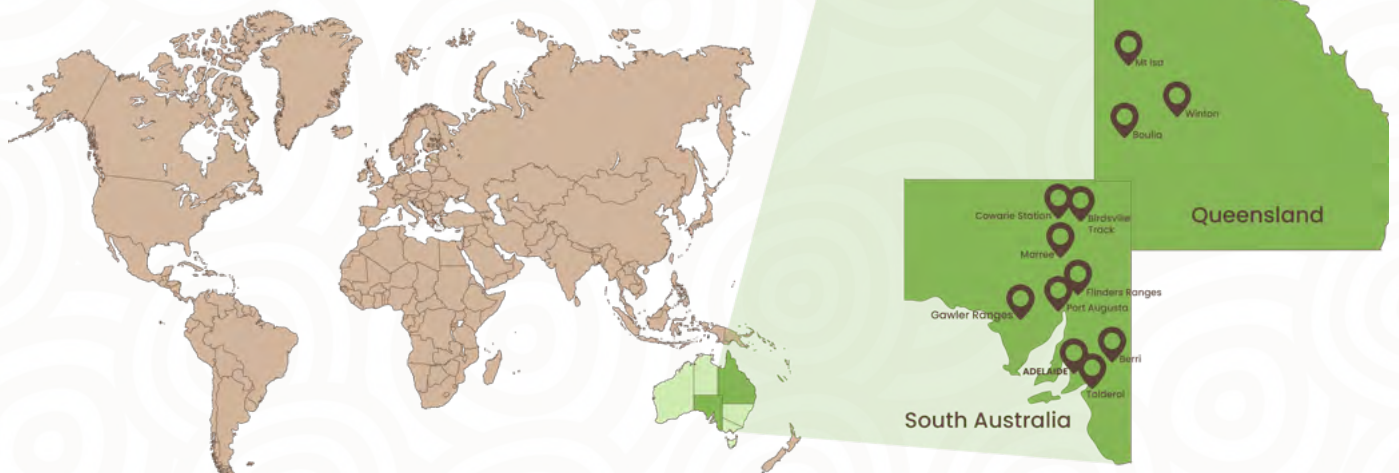 Mt Isa
Winton
Boulia
Queensland
Cowarie Station
Birdsville
Track
Marree
Flinders Ranges
Port Augusta
Gawler Ranges
Berri
ADELAIDE
Tolderol
South Australia